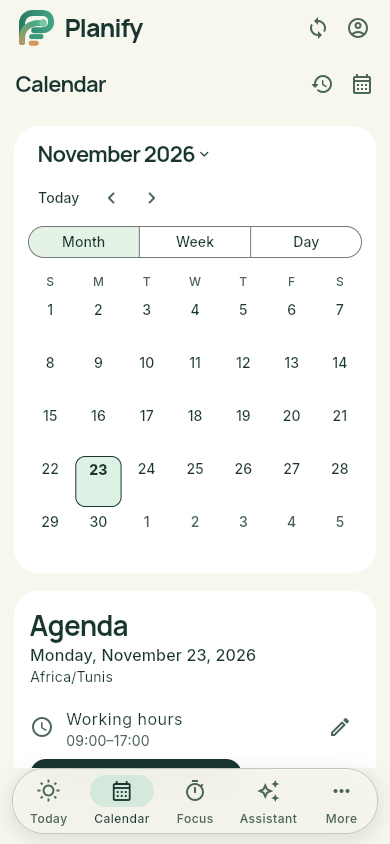 Planify
Calendar
November 2026
Today
Month Week Day
S M T W T F S
1 2 3 4 5 6 7
8 9 10 11 12 13 14
15 16 17 18 19 20 21
22 23 24 25 26 27 28
29 30 1 2 3 4 5
Agenda
Monday, November 23, 2026
Africa/Tunis
Working hours
09:00–17:00
Today Calendar Focus Assistant More